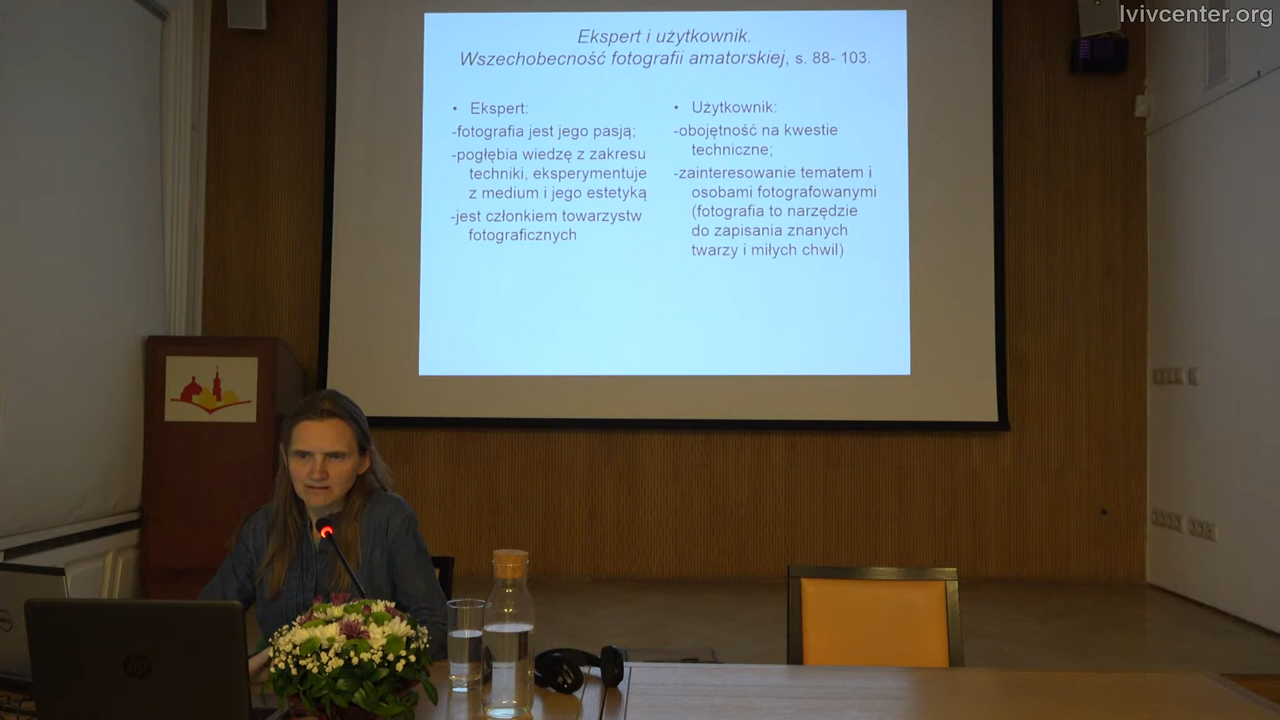 lvivcenter.org
Ekspert i użytkownik.
Wszechobecność fotografii amatorskiej, s. 88- 103.
• Ekspert:
-fotografia jest jego pasją;
-pogłębia wiedzę z zakresu
techniki, eksperymentuje
z medium i jego estetyką
-jest członkiem towarzystw
fotograficznych
• Użytkownik:
-obojętność na kwestie
techniczne;
-zainteresowanie tematem i
osobami fotografowanymi
(fotografia to narzędzie
do zapisania znanych
twarzy i miłych chwil)
hp
DELL